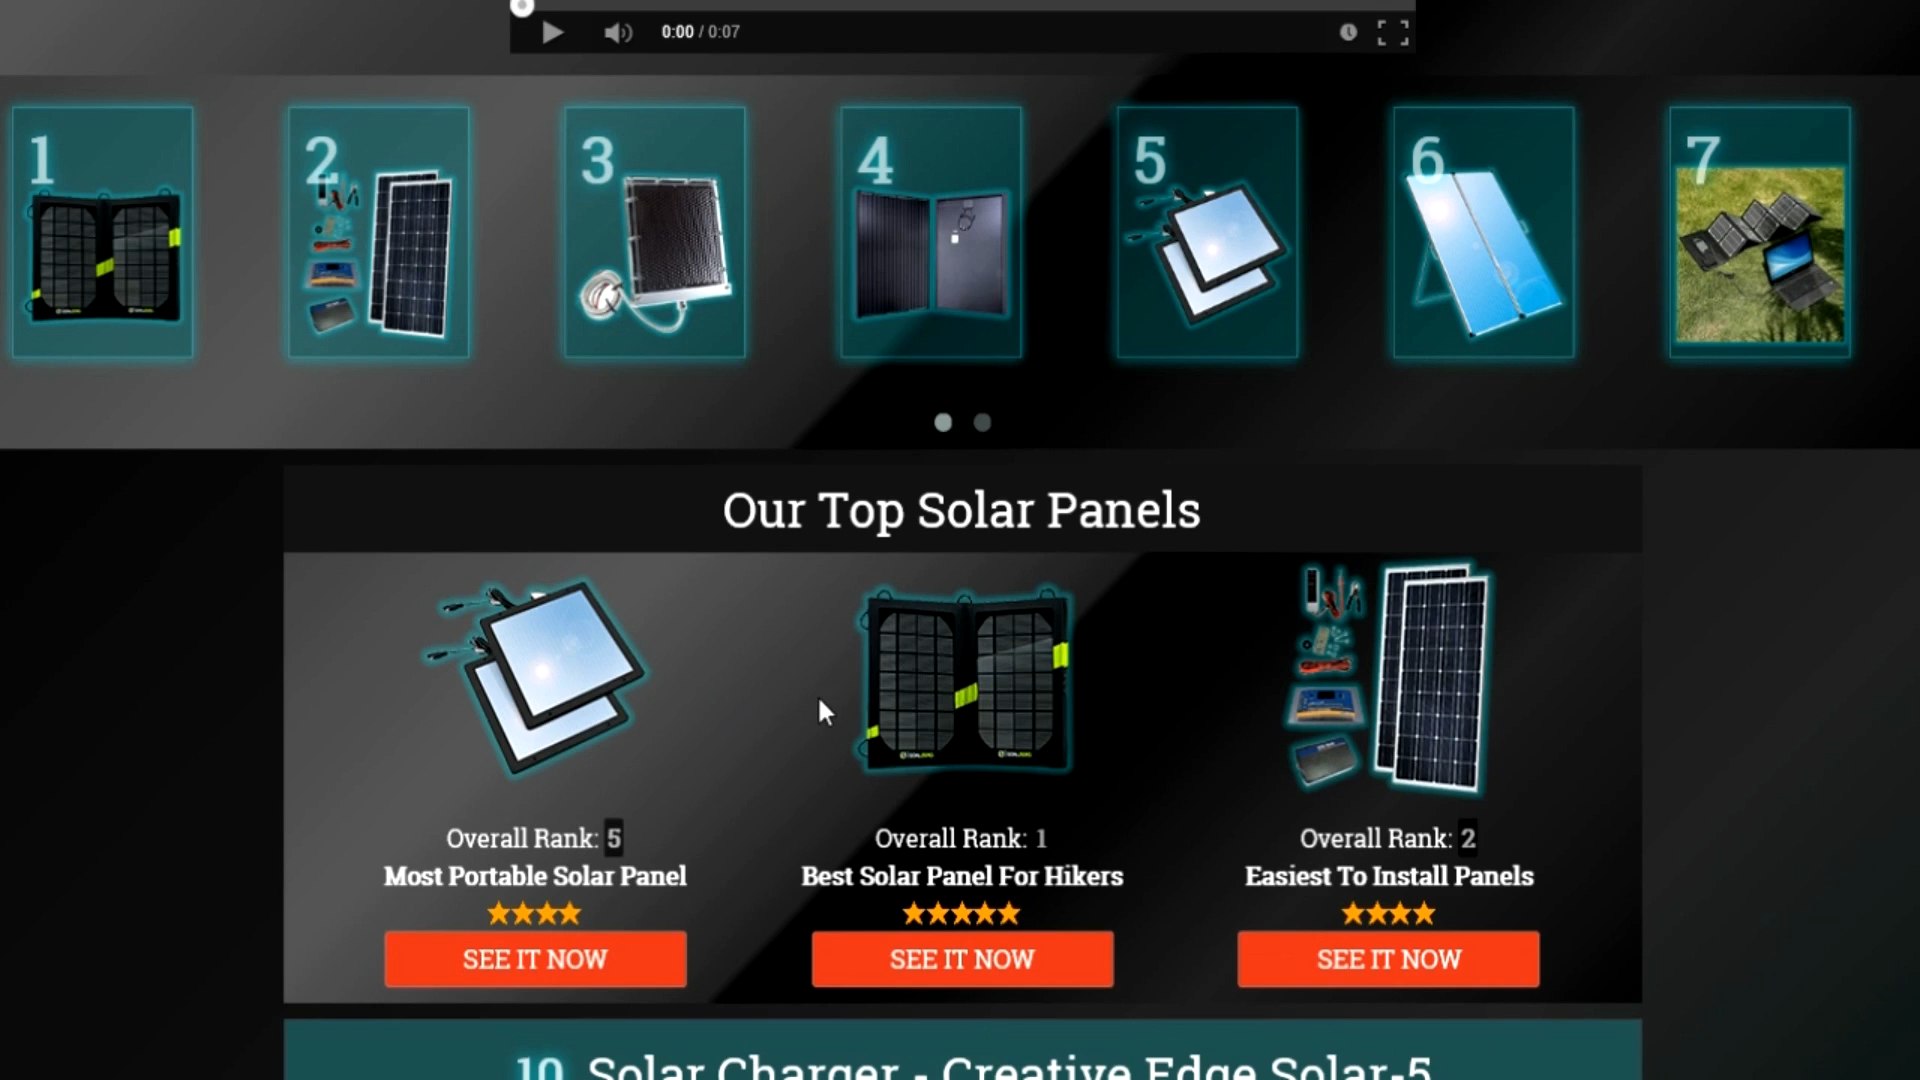 0:00 / 0:07
1 2 3 4 5 6 7
Our Top Solar Panels
Overall Rank: 5
Most Portable Solar Panel
SEE IT NOW
Overall Rank: 1
Best Solar Panel For Hikers
SEE IT NOW
Overall Rank: 2
Easiest To Install Panels
SEE IT NOW
10 Solar Charger - Creative Edge Solar-5